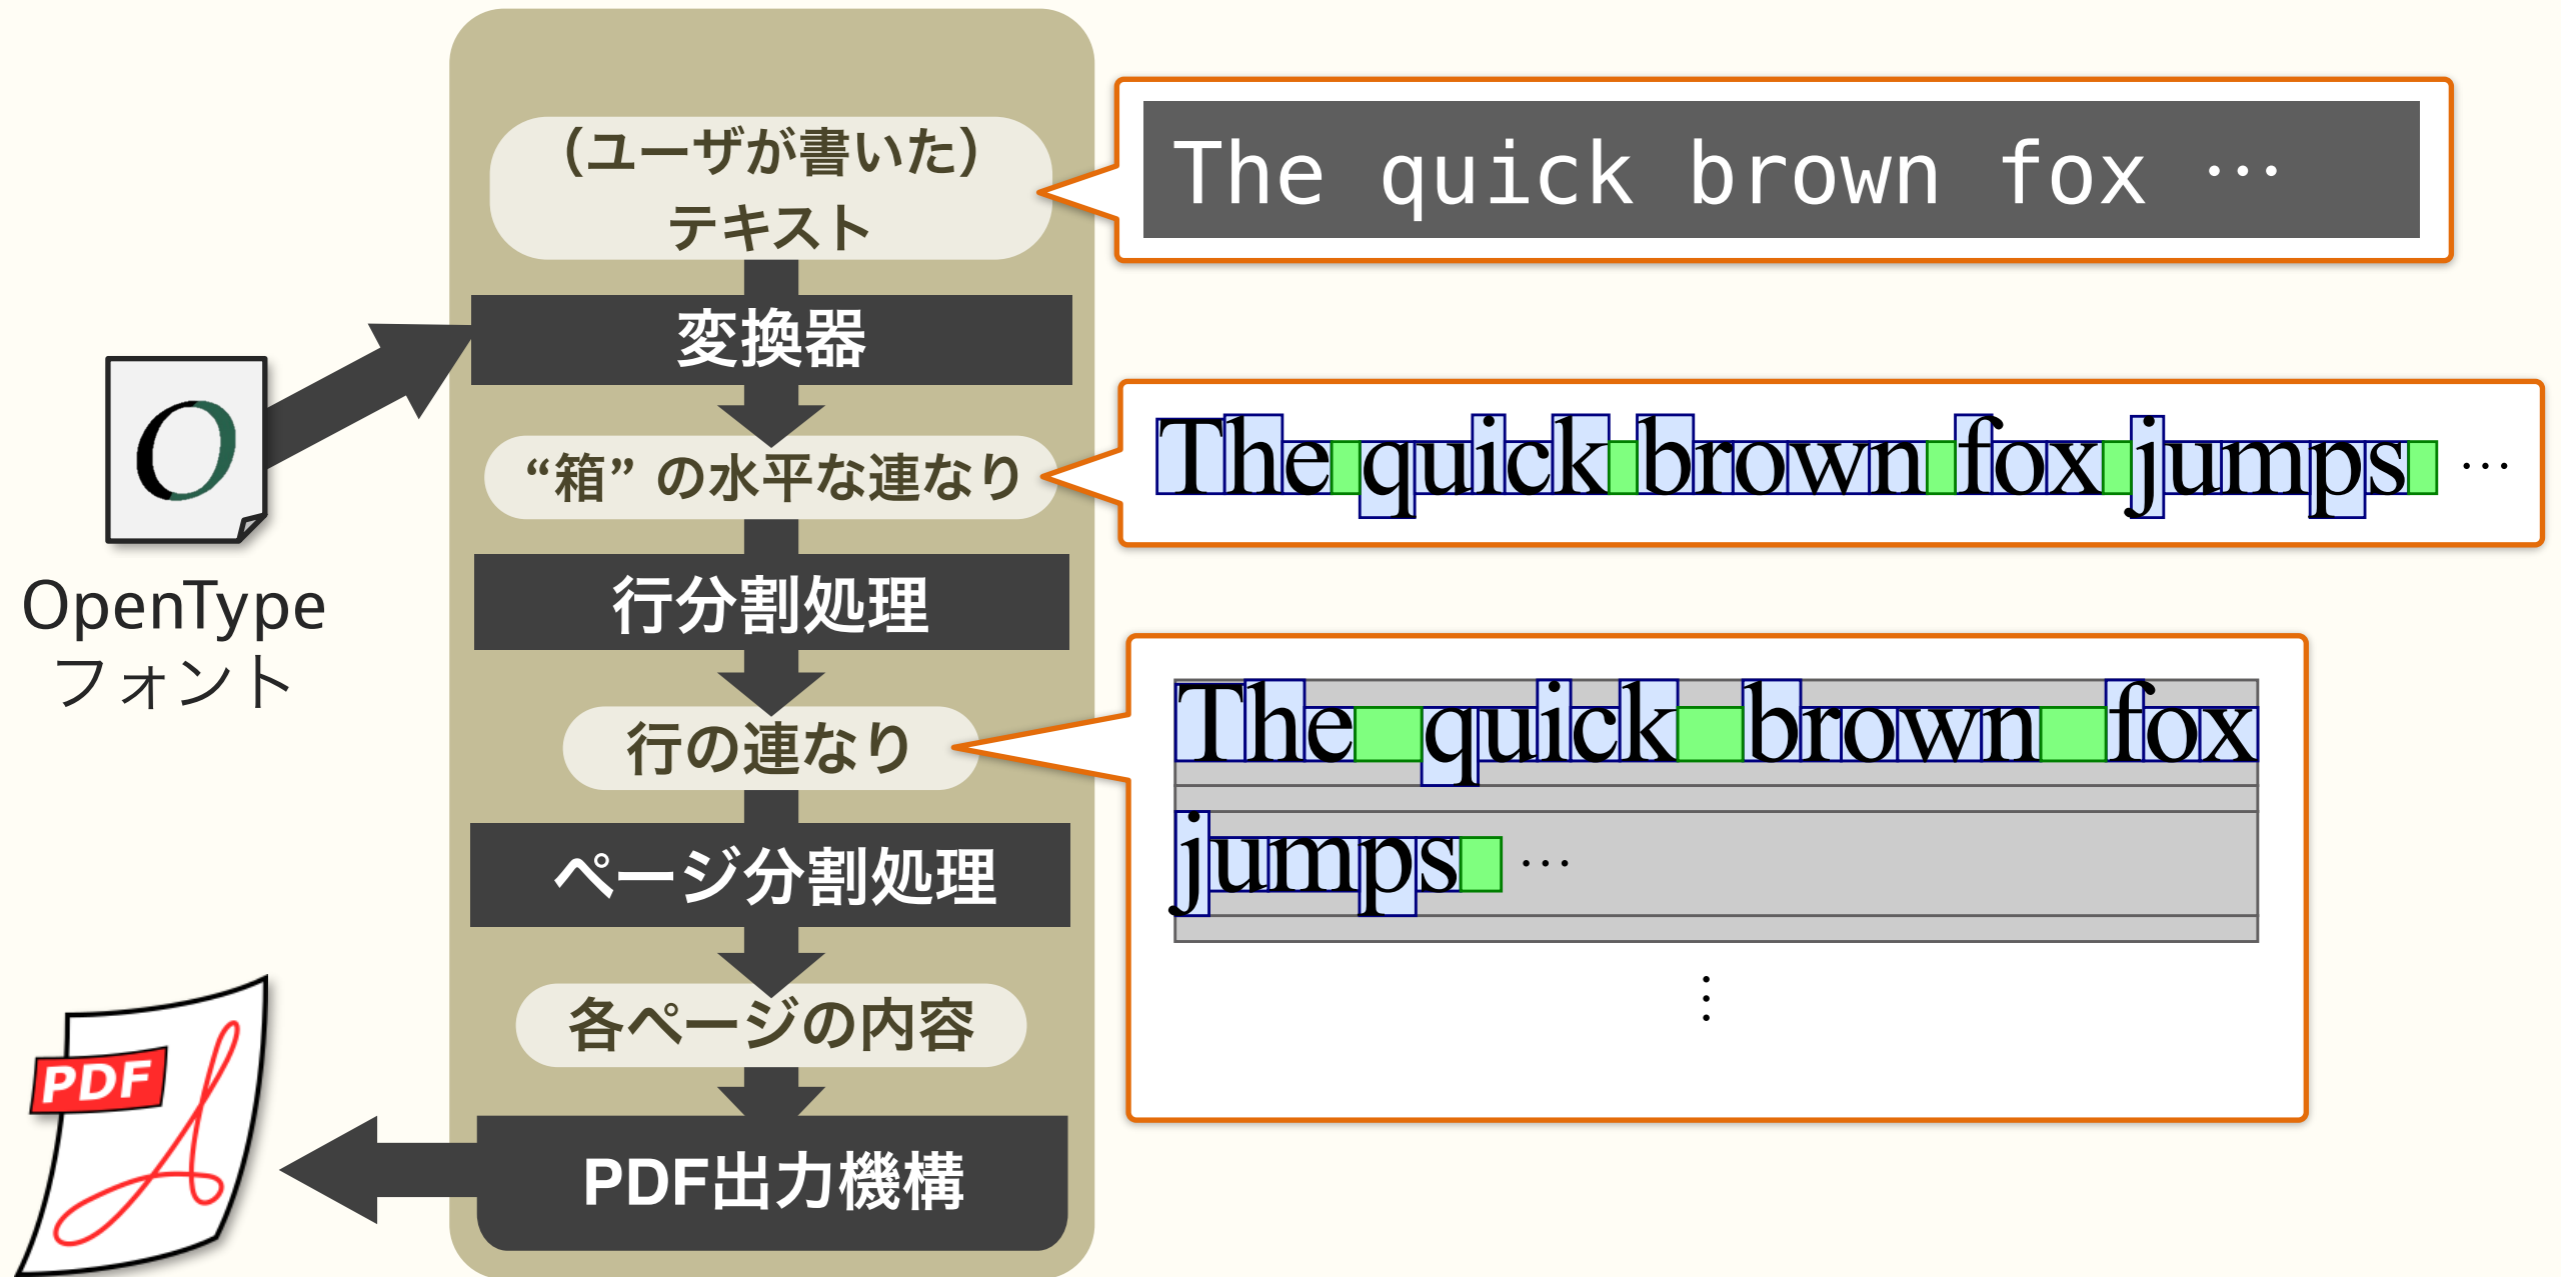 （ユーザが書いた）
テキスト
The quick brown fox …
変換器
OpenType
フォント
“箱” の水平な連なり
The quick brown fox jumps …
行分割処理
行の連なり
The quick brown fox
jumps …
⋮
ページ分割処理
各ページの内容
PDF
PDF出力機構